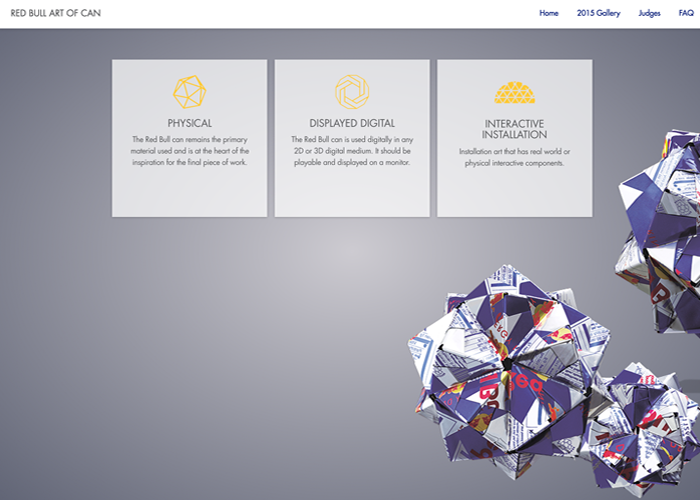 RED BULL ART OF CAN
Home 2015 Gallery Judges FAQ
PHYSICAL
The Red Bull can remains the primary
material used and is at the heart of the
inspiration for the final piece of work.
DISPLAYED DIGITAL
The Red Bull can is used digitally in any
2D or 3D digital medium. It should be
playable and displayed on a monitor.
INTERACTIVE
INSTALLATION
Installation art that has real world or
physical interactive components.